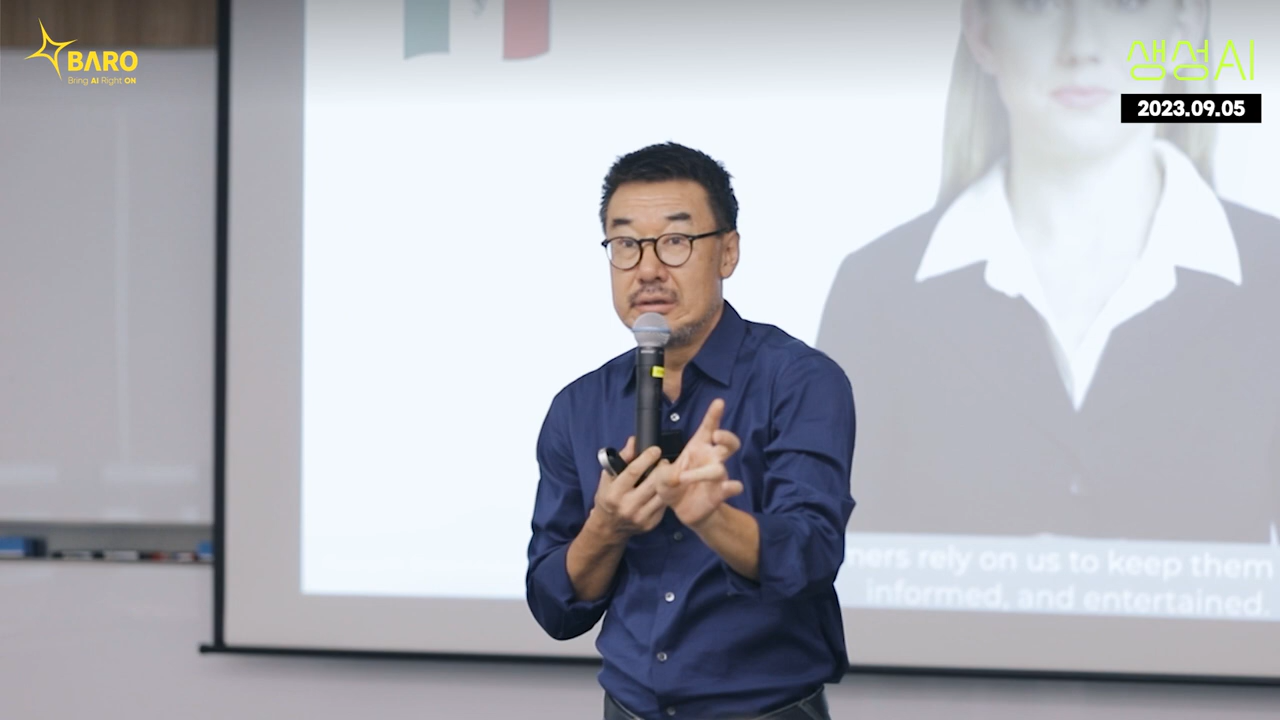 BARO
Bring AI Right ON
생성AI
2023.09.05
mers rely on us to keep them
informed, and entertained.